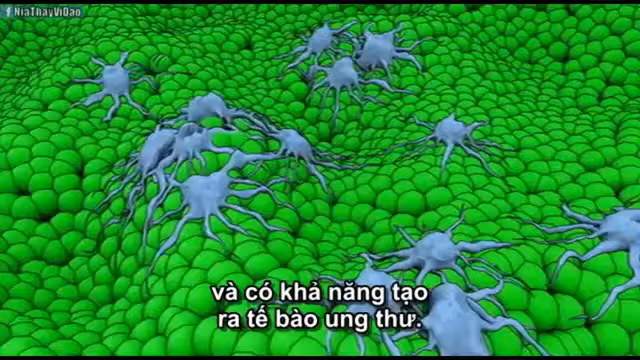 f NiaThayViDao
và có khả năng tạo
ra tế bào ung thư.